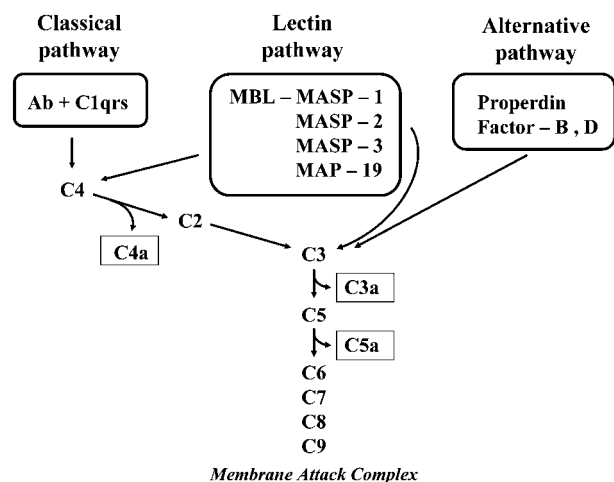 Classical
pathway
Lectin
pathway
Alternative
pathway
Ab + C1qrs
MBL – MASP – 1
MASP – 2
MASP – 3
MAP – 19
Properdin
Factor – B , D
C4
C2
C4a
C3
C3a
C5
C5a
C6
C7
C8
C9
Membrane Attack Complex